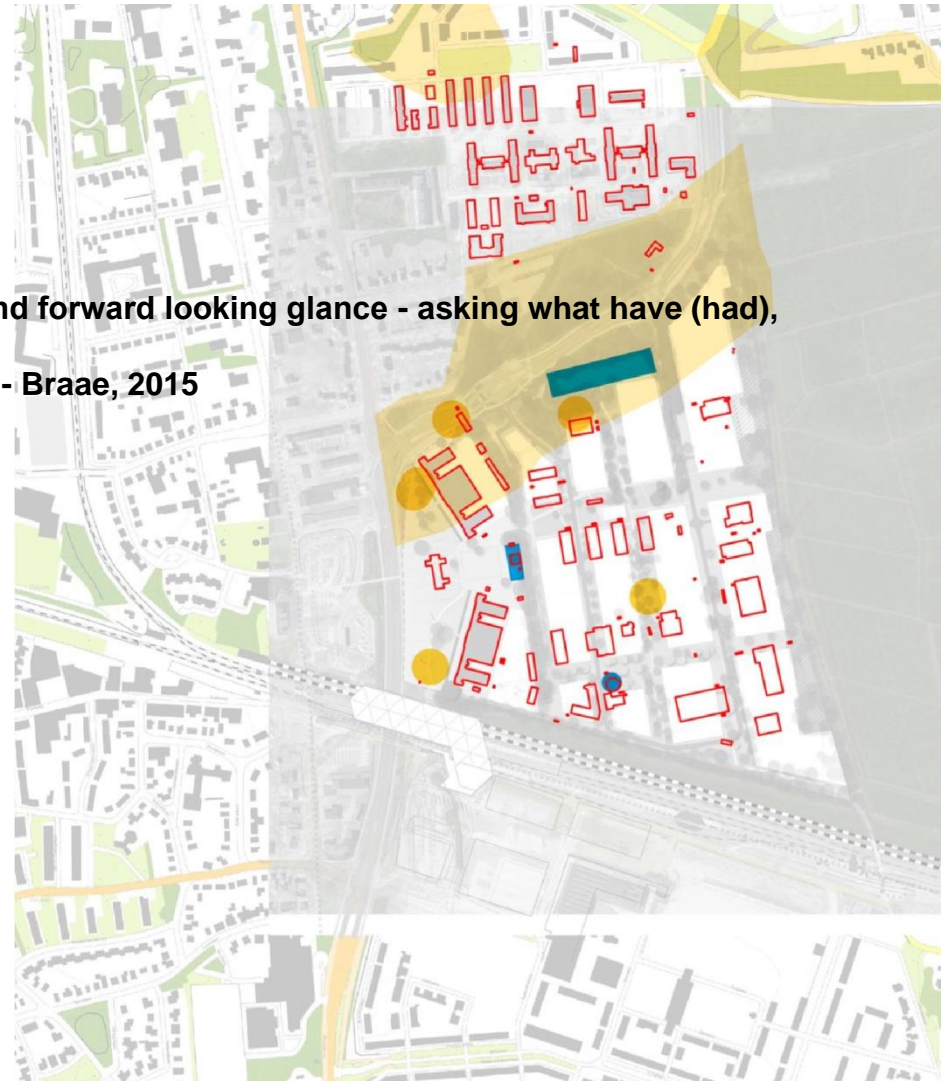 nd forward looking glance - asking what have (had),
- Braae, 2015